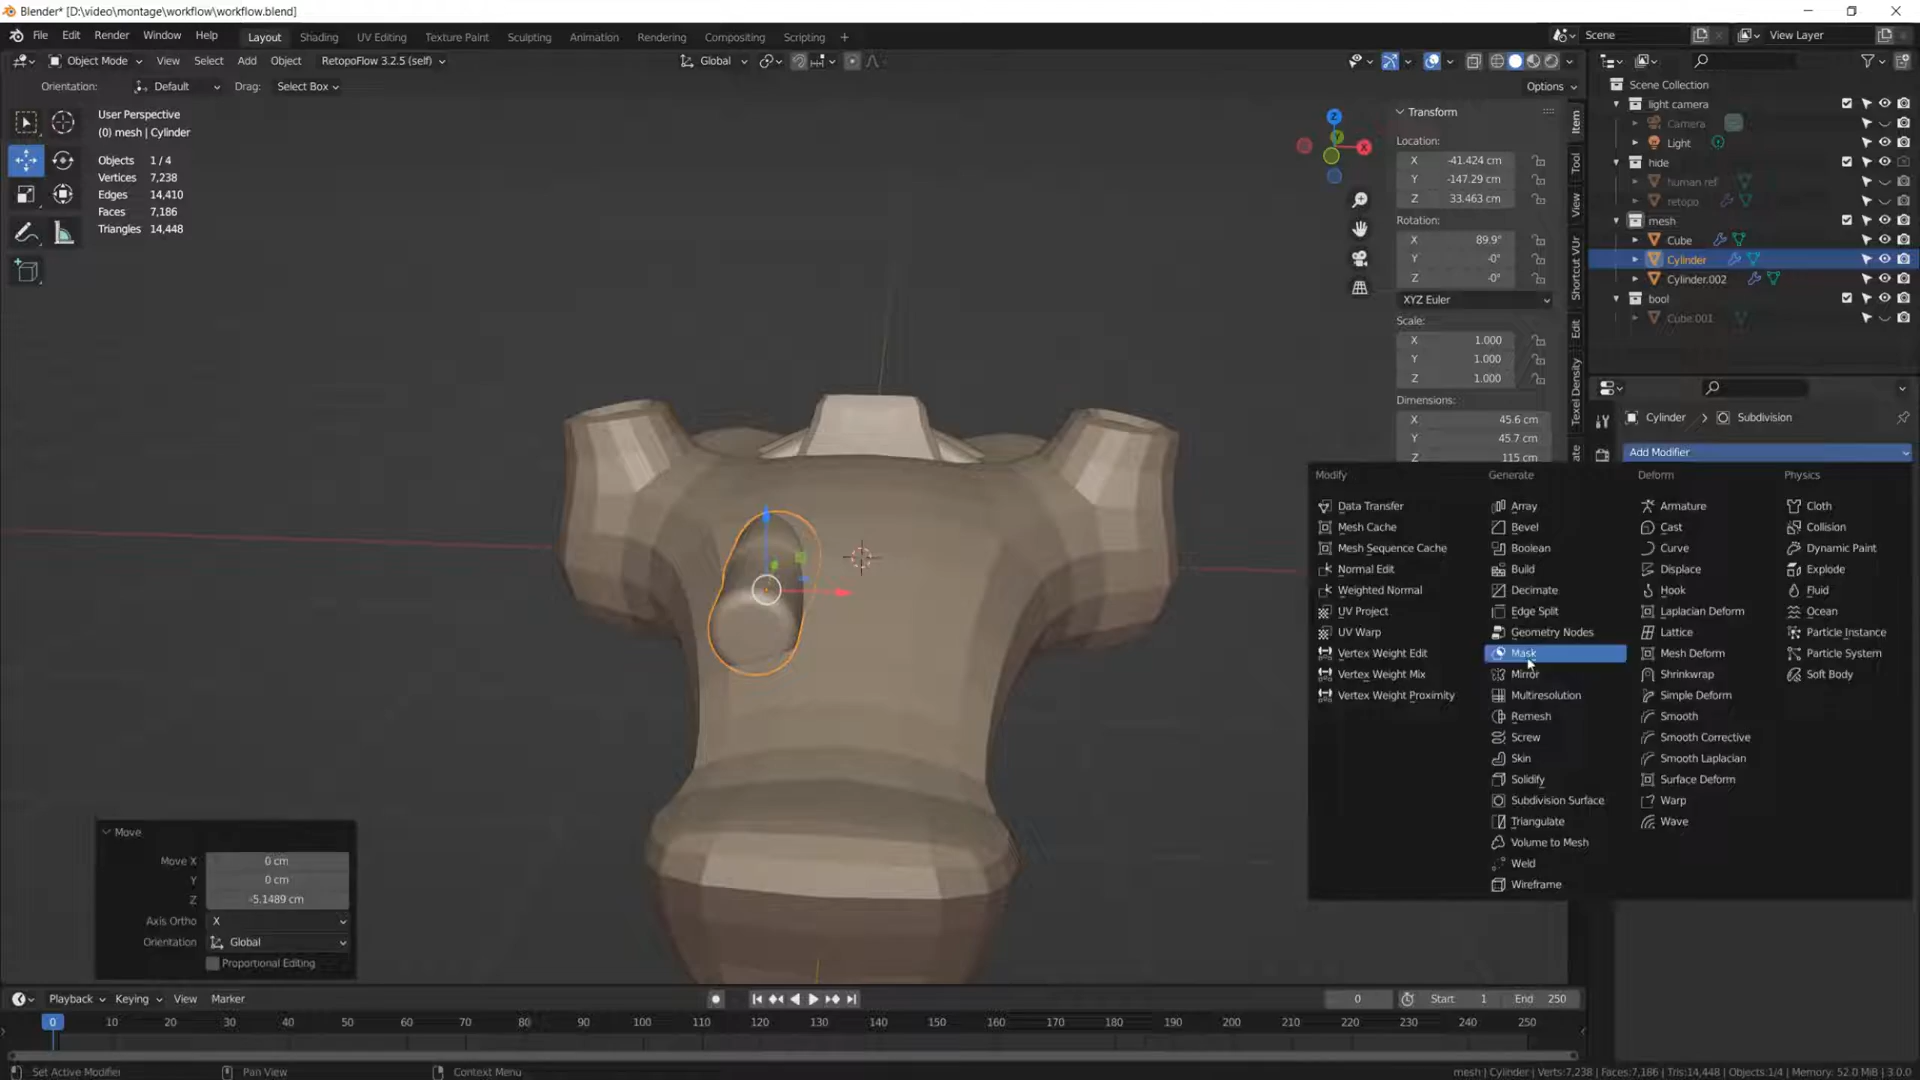 Blender* [D:\video\montage\workflow\workflow.blend]
File Edit Render Window Help Layout Shading UV Editing Texture Paint Sculpting Animation Rendering Compositing Scripting + Scene View Layer
Object Mode View Select Add Object RetopoFlow 3.2.5 (self) Global
Orientation: Default Drag: Select Box Options
User Perspective
(0) mesh | Cylinder
Objects 1 / 4
Vertices 7,238
Edges 14,410
Faces 7,186
Triangles 14,448
Z
Y
X
Transform
Location:
X -41.424 cm
Y -147.29 cm
Z 33.463 cm
Rotation:
X 89.9°
Y -0°
Z -0°
XYZ Euler
Scale:
X 1.000
Y 1.000
Z 1.000
Dimensions:
X 45.6 cm
Y 45.7 cm
Z 115 cm
Item
Tool
View
Shortcut VUr
Edit
Texel Density
Scene Collection
light camera
Camera
Light
hide
human ref
retopo
mesh
Cube
Cylinder
Cylinder.002
bool
Cube.001
Cylinder > Subdivision
Add Modifier
Modify
Data Transfer
Mesh Cache
Mesh Sequence Cache
Normal Edit
Weighted Normal
UV Project
UV Warp
Vertex Weight Edit
Vertex Weight Mix
Vertex Weight Proximity
Generate
Array
Bevel
Boolean
Build
Decimate
Edge Split
Geometry Nodes
Mask
Mirror
Multiresolution
Remesh
Screw
Skin
Solidify
Subdivision Surface
Triangulate
Volume to Mesh
Weld
Wireframe
Deform
Armature
Cast
Curve
Displace
Hook
Laplacian Deform
Lattice
Mesh Deform
Shrinkwrap
Simple Deform
Smooth
Smooth Corrective
Smooth Laplacian
Surface Deform
Warp
Wave
Physics
Cloth
Collision
Dynamic Paint
Explode
Fluid
Ocean
Particle Instance
Particle System
Soft Body
Move
Move X 0 cm
Y 0 cm
Z -5.1489 cm
Axis Ortho X
Orientation Global
Proportional Editing
Playback Keying View Marker 0 Start 1 End 250
0 10 20 30 40 50 60 70 80 90 100 110 120 130 140 150 160 170 180 190 200 210 220 230 240 250
Set Active Modifier Pan View Context Menu mesh | Cylinder | Verts:7,238 | Faces:7,186 | Tris:14,448 | Objects:1/4 | Memory: 52.0 MiB | 3.0.0